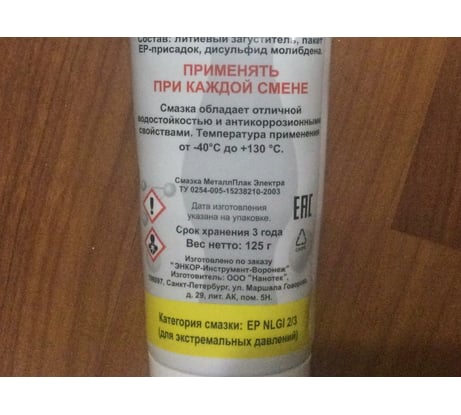 Состав: литиевый загуститель, пакет
EP-присадок, дисульфид молибдена.
ПРИМЕНЯТЬ
ПРИ КАЖДОЙ СМЕНЕ
Смазка обладает отличной
водостойкостью и антикоррозионными
свойствами. Температура применения
от -40°С до +130 °С.
Смазка МеталлПлак Электра
ТУ 0254-005-15238210-2003
Дата изготовления
указана на упаковке.
EAC
Срок хранения 3 года
Вес нетто: 125 г
Изготовлено по заказу
"ЭНКОР-Инструмент-Воронеж"
Изготовитель: ООО "Нанотек",
198097, Санкт-Петербург, ул. Маршала Говорова,
д. 29, лит. АК, пом. 5Н.
Категория смазки: EP NLGI 2/3
(для экстремальных давлений)